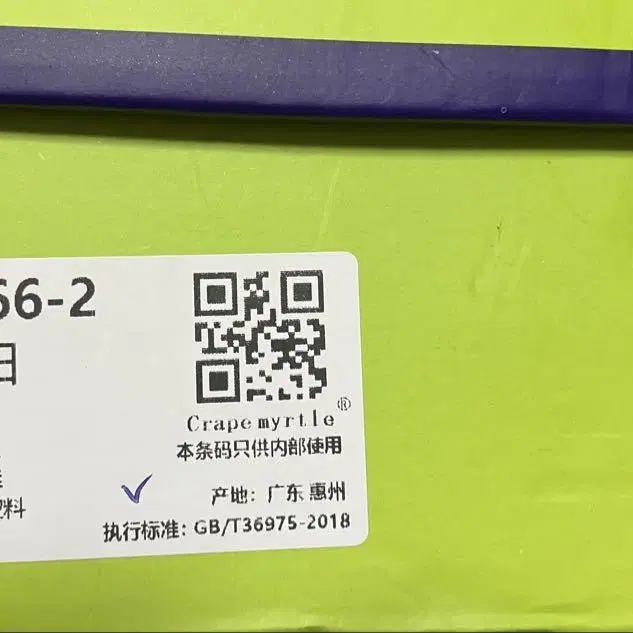 66-2
日
Crape myrtle®
本条码只供内部使用
料
产地：广东 惠州
执行标准：GB/T36975-2018